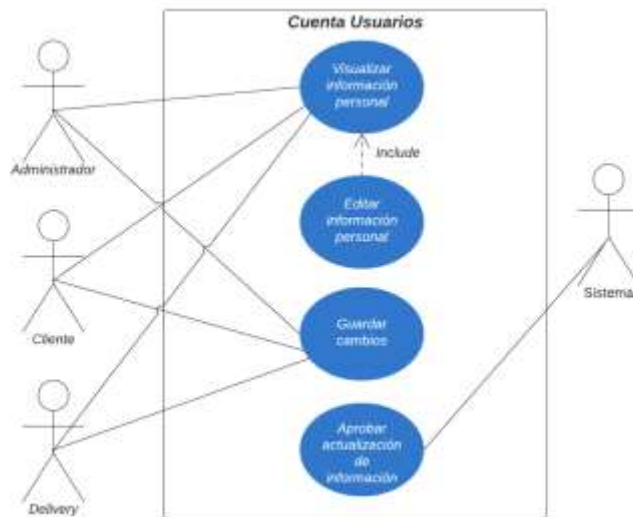 Cuenta Usuarios
Visualizar
información
personal
Administrador
Include
Editar
información
personal
Sistema
Cliente
Guardar
cambios
Aprobar
actualización
de
información
Delivery